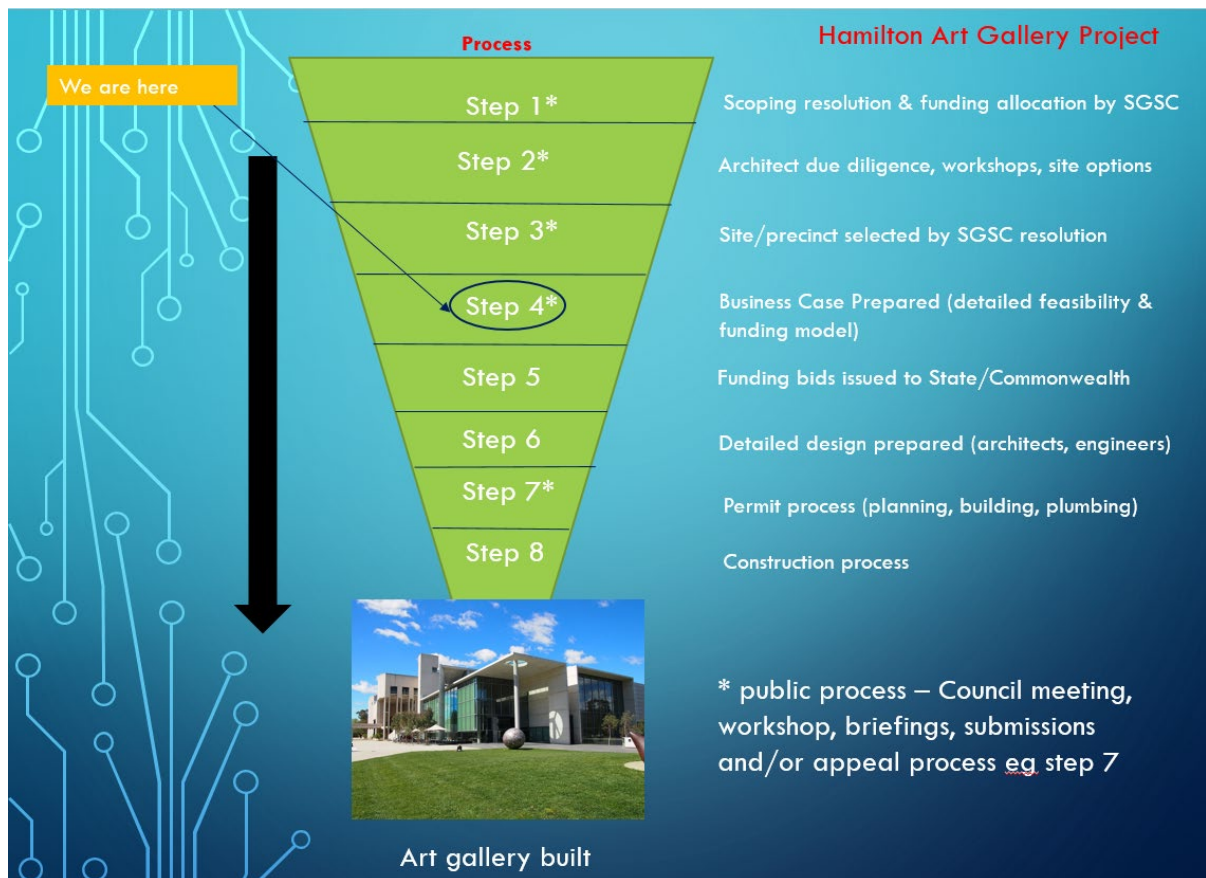 Process
Hamilton Art Gallery Project
We are here
Step 1*
Scoping resolution & funding allocation by SGSC
Step 2*
Architect due diligence, workshops, site options
Step 3*
Site/precinct selected by SGSC resolution
Step 4*
Business Case Prepared (detailed feasibility &
funding model)
Step 5
Funding bids issued to State/Commonwealth
Step 6
Detailed design prepared (architects, engineers)
Step 7*
Permit process (planning, building, plumbing)
Step 8
Construction process
* public process – Council meeting,
workshop, briefings, submissions
and/or appeal process eg step 7
Art gallery built